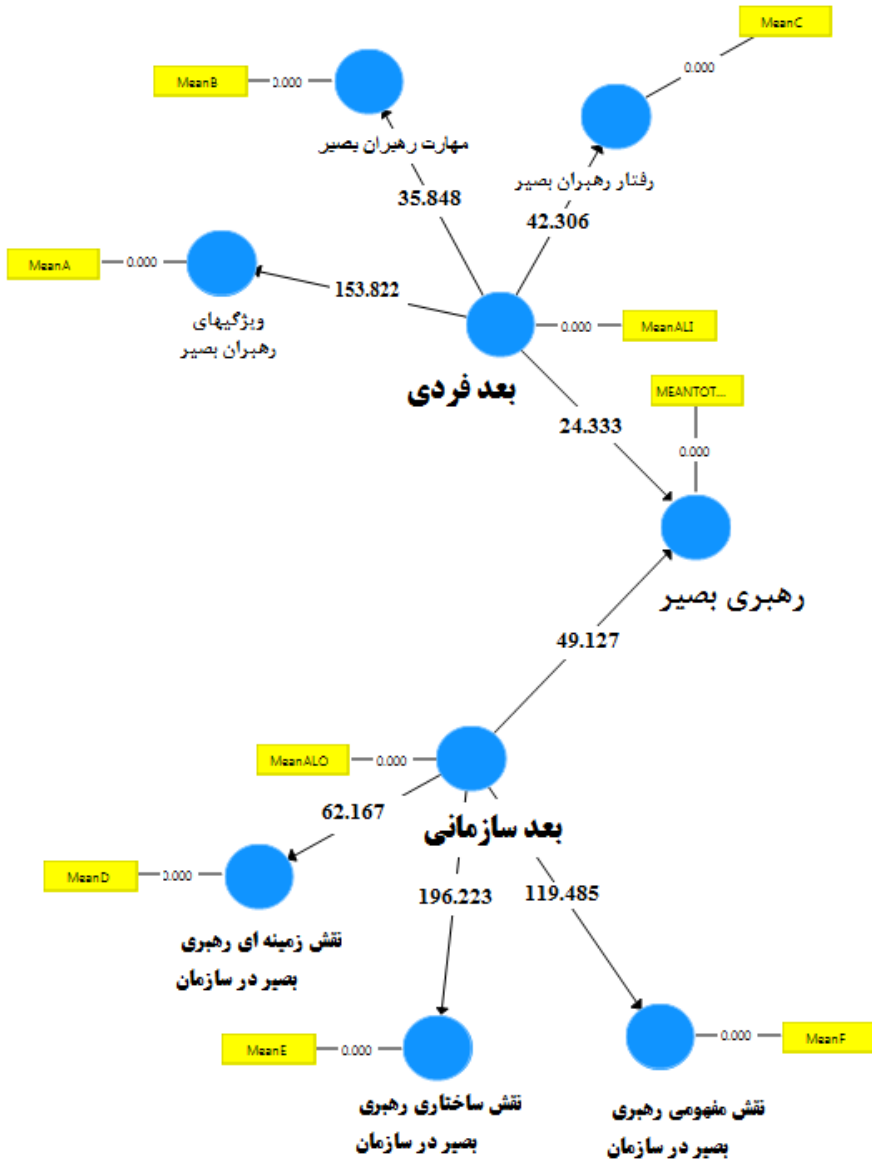 MeanC
0.000
MeanB
0.000
مهارت رهبران بصیر
رفتار رهبران بصیر
35.848
42.306
MeanA
0.000
153.822
ویژگیهای
رهبران بصیر
0.000
MeanALI
بعد فردی
MEANTOT...
24.333
0.000
رهبری بصیر
49.127
MeanALO
0.000
62.167
بعد سازمانی
MeanD
0.000
196.223
119.485
نقش زمینه ای رهبری
بصیر در سازمان
MeanE
0.000
0.000
MeanF
نقش ساختاری رهبری
بصیر در سازمان
نقش مفهومی رهبری
بصیر در سازمان